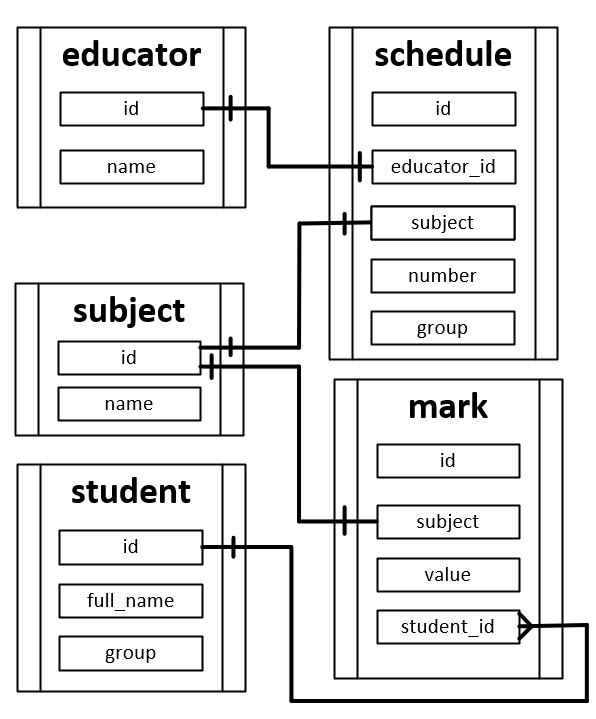 educator
id
name
schedule
id
educator_id
subject
number
group
subject
id
name
mark
id
subject
value
student_id
student
id
full_name
group